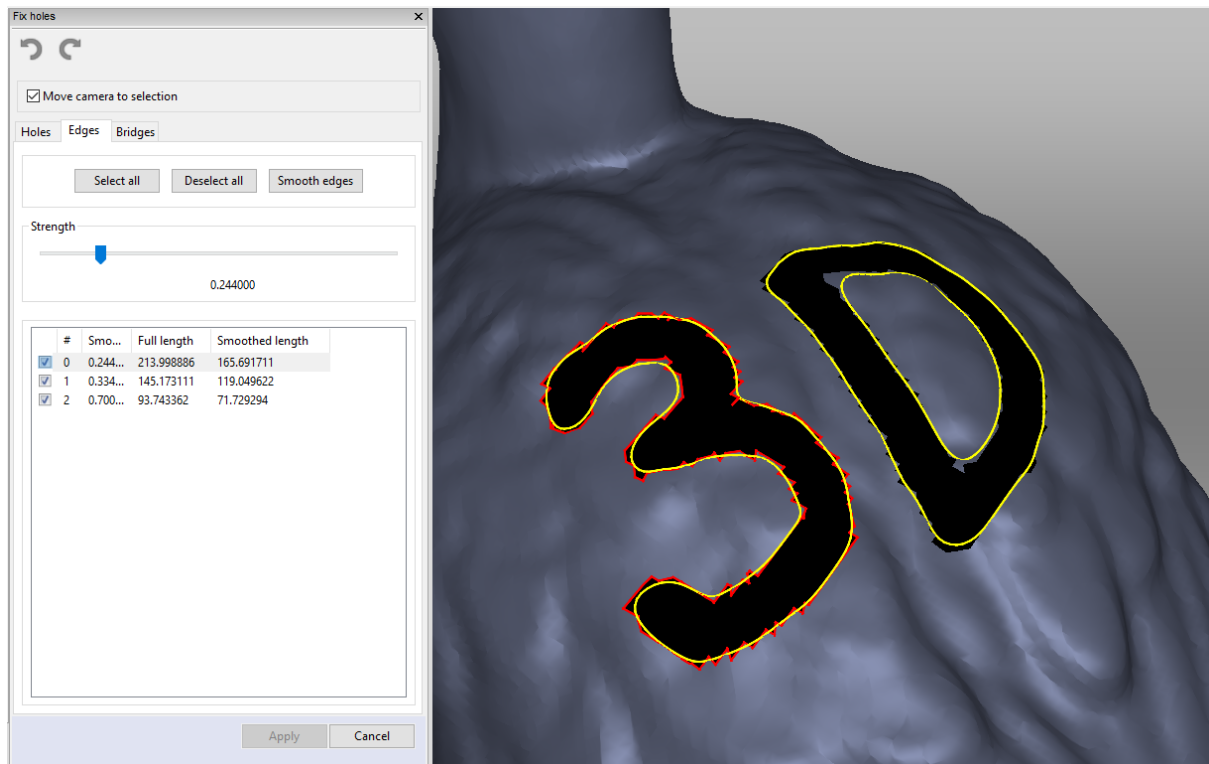 Fix holes
Move camera to selection
Holes Edges Bridges
Select all Deselect all Smooth edges
Strength
0.244000
# Smo... Full length Smoothed length
0 0.244... 213.998886 165.691711
1 0.334... 145.173111 119.049622
2 0.700... 93.743362 71.729294
Apply Cancel
3D